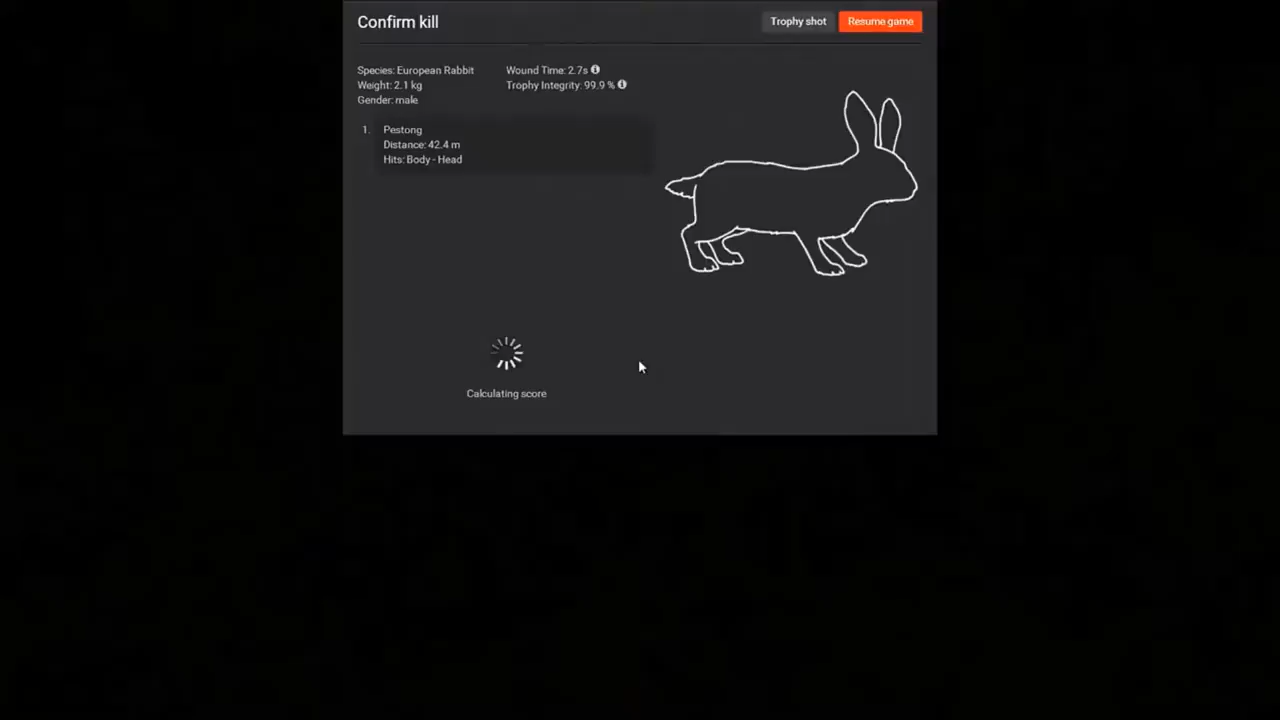 Confirm kill
Trophy shot
Resume game
Species: European Rabbit
Weight: 2.1 kg
Gender: male
Wound Time: 2.7s
Trophy Integrity: 99.9 %
1.
Pestong
Distance: 42.4 m
Hits: Body - Head
Calculating score